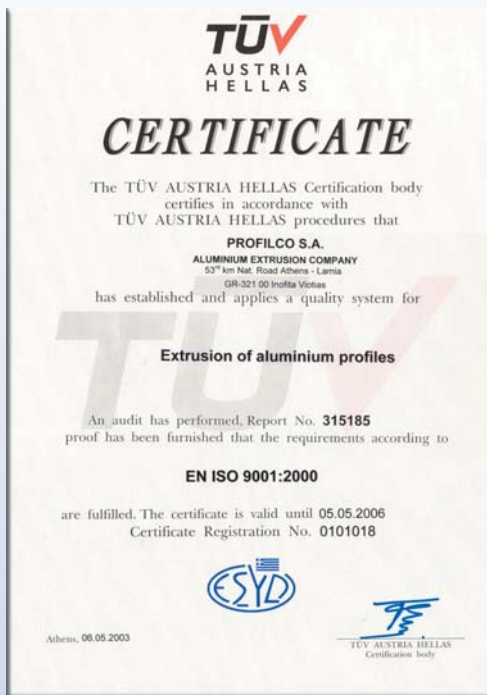 TÜV
AUSTRIA
HELLAS
CERTIFICATE
The TÜV AUSTRIA HELLAS Certification body
certifies in accordance with
TÜV AUSTRIA HELLAS procedures that
PROFILCO S.A.
ALUMINIUM EXTRUSION COMPANY
53rd km Nat. Road Athens - Lamia
GR-321 00 Inofita Viotias
has established and applies a quality system for
TÜV
Extrusion of aluminium profiles
An audit has performed, Report No. 315185
proof has been furnished that the requirements according to
EN ISO 9001:2000
are fulfilled. The certificate is valid until 05.05.2006
Certificate Registration No. 0101018
ΕΣΥD
Athens, 06.05.2003
TÜV AUSTRIA HELLAS
Certification body